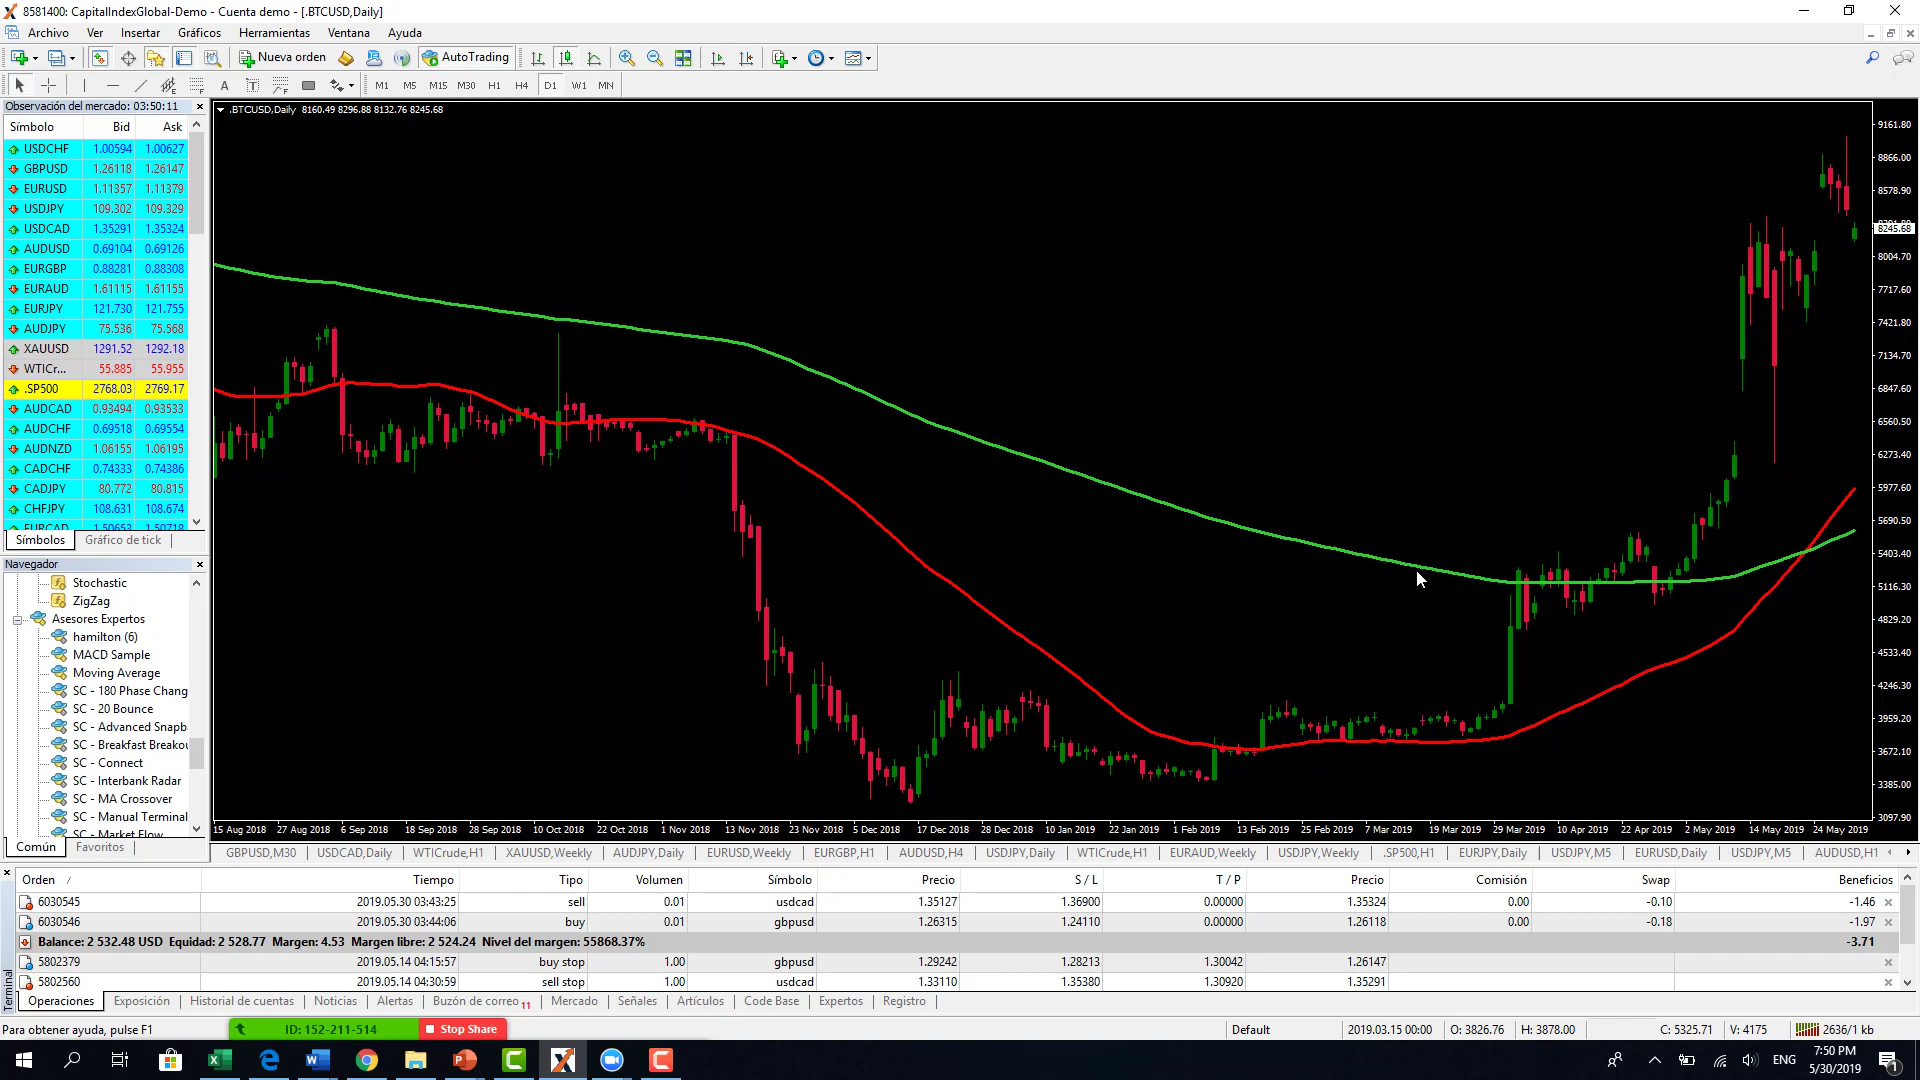 8581400: CapitalIndexGlobal-Demo - Cuenta demo - [.BTCUSD,Daily]
Archivo Ver Insertar Gráficos Herramientas Ventana Ayuda
Nueva orden AutoTrading
A T M1 M5 M15 M30 H1 H4 D1 W1 MN
Observación del mercado: 03:50:11
Símbolo Bid Ask
USDCHF 1.00594 1.00627
GBPUSD 1.26118 1.26147
EURUSD 1.11357 1.11379
USDJPY 109.302 109.329
USDCAD 1.35291 1.35324
AUDUSD 0.69104 0.69126
EURGBP 0.88281 0.88308
EURAUD 1.61115 1.61155
EURJPY 121.730 121.755
AUDJPY 75.536 75.568
XAUUSD 1291.52 1292.18
WTICr... 55.885 55.955
.SP500 2768.03 2769.17
AUDCAD 0.93494 0.93533
AUDCHF 0.69518 0.69554
AUDNZD 1.06155 1.06195
CADCHF 0.74333 0.74386
CADJPY 80.772 80.815
CHFJPY 108.631 108.674
EURCAD 1.50653 1.50718
Símbolos Gráfico de tick
Navegador
Stochastic
ZigZag
Asesores Expertos
hamilton (6)
MACD Sample
Moving Average
SC - 180 Phase Chang
SC - 20 Bounce
SC - Advanced Snapb
SC - Breakfast Breakou
SC - Connect
SC - Interbank Radar
SC - MA Crossover
SC - Manual Terminal
SC - Market Flow
Común Favoritos
.BTCUSD,Daily 8160.49 8296.88 8132.76 8245.68
9161.80
8866.00
8578.90
8245.68
8004.70
7717.60
7421.80
7134.70
6847.60
6560.50
6273.40
5977.60
5690.50
5403.40
5116.30
4829.20
4533.40
4246.30
3959.20
3672.10
3385.00
3097.90
15 Aug 2018 27 Aug 2018 6 Sep 2018 18 Sep 2018 28 Sep 2018 10 Oct 2018 22 Oct 2018 1 Nov 2018 13 Nov 2018 23 Nov 2018 5 Dec 2018 17 Dec 2018 28 Dec 2018 10 Jan 2019 22 Jan 2019 1 Feb 2019 13 Feb 2019 25 Feb 2019 7 Mar 2019 19 Mar 2019 29 Mar 2019 10 Apr 2019 22 Apr 2019 2 May 2019 14 May 2019 24 May 2019
GBPUSD,M30 USDCAD,Daily WTICrude,H1 XAUUSD,Weekly AUDJPY,Daily EURUSD,Weekly EURGBP,H1 AUDUSD,H4 USDJPY,Daily WTICrude,H1 EURAUD,Weekly USDJPY,Weekly .SP500,H1 EURJPY,Daily USDJPY,M5 EURUSD,Daily USDJPY,M5 AUDUSD,H1
Orden / Tiempo Tipo Volumen Símbolo Precio S / L T / P Precio Comisión Swap Beneficios
6030545 2019.05.30 03:43:25 sell 0.01 usdcad 1.35127 1.36900 0.00000 1.35324 0.00 -0.10 -1.46
6030546 2019.05.30 03:44:06 buy 0.01 gbpusd 1.26315 1.24110 0.00000 1.26118 0.00 -0.18 -1.97
Balance: 2 532.48 USD Equidad: 2 528.77 Margen: 4.53 Margen libre: 2 524.24 Nivel del margen: 55868.37% -3.71
5802379 2019.05.14 04:15:57 buy stop 1.00 gbpusd 1.29242 1.28213 1.30042 1.26147
5802560 2019.05.14 04:30:59 sell stop 1.00 usdcad 1.33110 1.35380 1.30920 1.35291
Terminal
Operaciones Exposición Historial de cuentas Noticias Alertas Buzón de correo 11 Mercado Señales Artículos Code Base Expertos Registro
Para obtener ayuda, pulse F1 ID: 152-211-514 Stop Share Default 2019.03.15 00:00 O: 3826.76 H: 3878.00 C: 5325.71 V: 4175 2636/1 kb
ENG 7:50 PM
5/30/2019